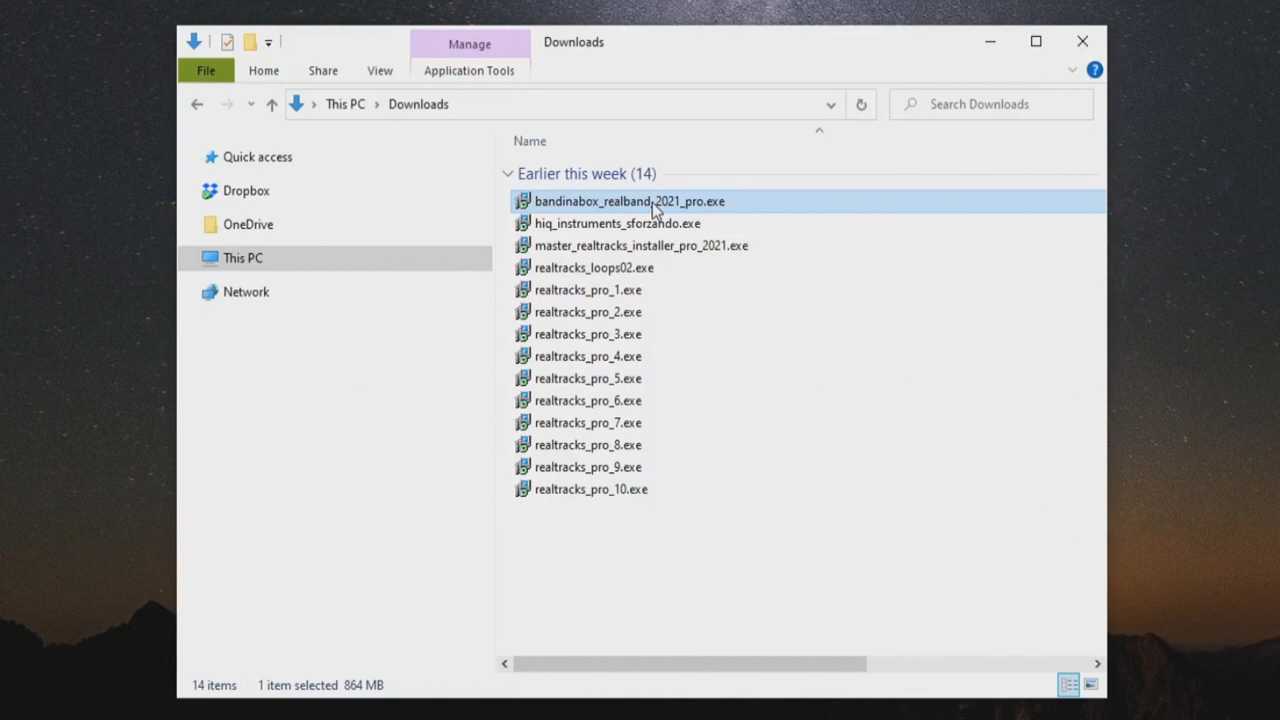 Manage
Downloads
File
Home
Share
View
Application Tools
?
This PC
Downloads
Search Downloads
Name
Quick access
Dropbox
OneDrive
This PC
Network
Earlier this week (14)
bandinabox_realband_2021_pro.exe
hiq_instruments_sforzando.exe
master_realtracks_installer_pro_2021.exe
realtracks_loops02.exe
realtracks_pro_1.exe
realtracks_pro_2.exe
realtracks_pro_3.exe
realtracks_pro_4.exe
realtracks_pro_5.exe
realtracks_pro_6.exe
realtracks_pro_7.exe
realtracks_pro_8.exe
realtracks_pro_9.exe
realtracks_pro_10.exe
14 items 1 item selected 864 MB